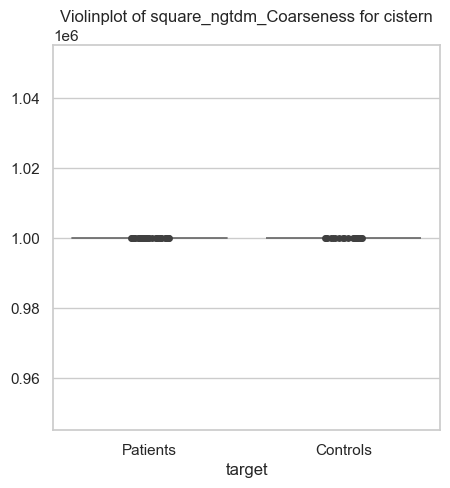 Violinplot of square_ngtdm_Coarseness for cistern
1e6
1.04
1.02
1.00
0.98
0.96
Patients Controls
target